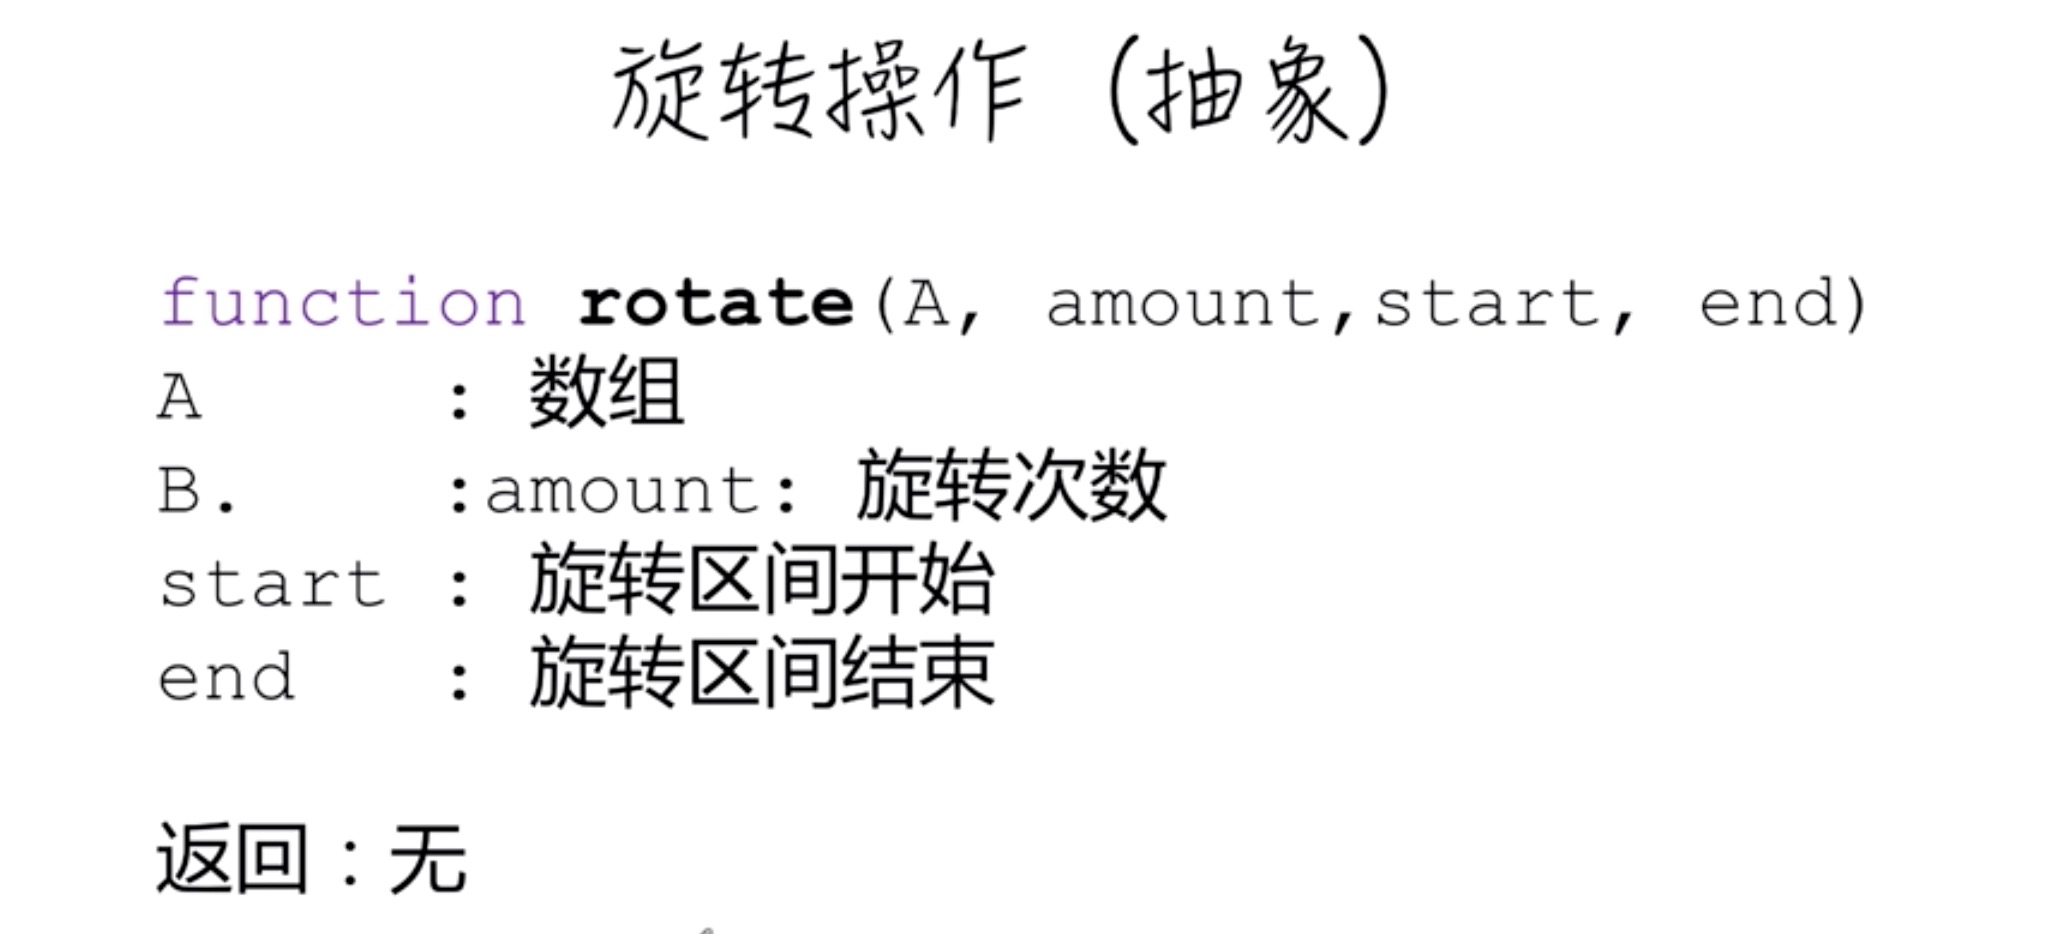 旋转操作（抽象）
function rotate(A, amount,start, end)
A : 数组
B. :amount: 旋转次数
start : 旋转区间开始
end : 旋转区间结束
返回：无